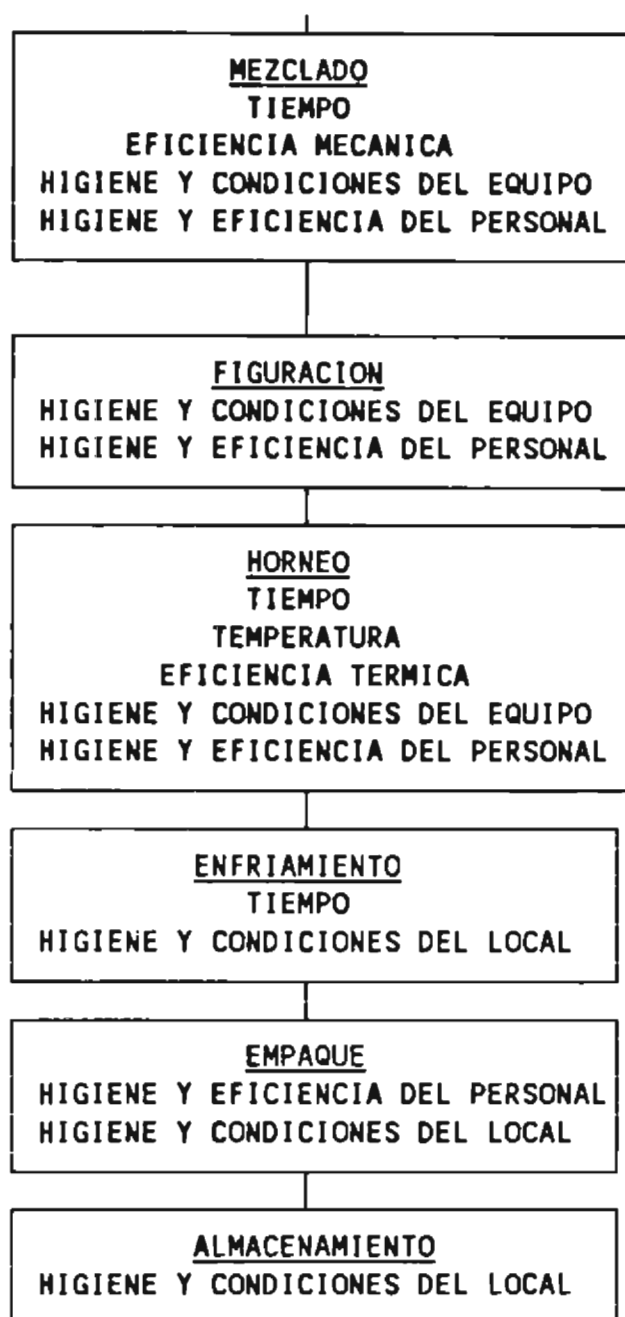 MEZCLADO
TIEMPO
EFICIENCIA MECANICA
HIGIENE Y CONDICIONES DEL EQUIPO
HIGIENE Y EFICIENCIA DEL PERSONAL
FIGURACION
HIGIENE Y CONDICIONES DEL EQUIPO
HIGIENE Y EFICIENCIA DEL PERSONAL
HORNEO
TIEMPO
TEMPERATURA
EFICIENCIA TERMICA
HIGIENE Y CONDICIONES DEL EQUIPO
HIGIENE Y EFICIENCIA DEL PERSONAL
ENFRIAMIENTO
TIEMPO
HIGIENE Y CONDICIONES DEL LOCAL
EMPAQUE
HIGIENE Y EFICIENCIA DEL PERSONAL
HIGIENE Y CONDICIONES DEL LOCAL
ALMACENAMIENTO
HIGIENE Y CONDICIONES DEL LOCAL